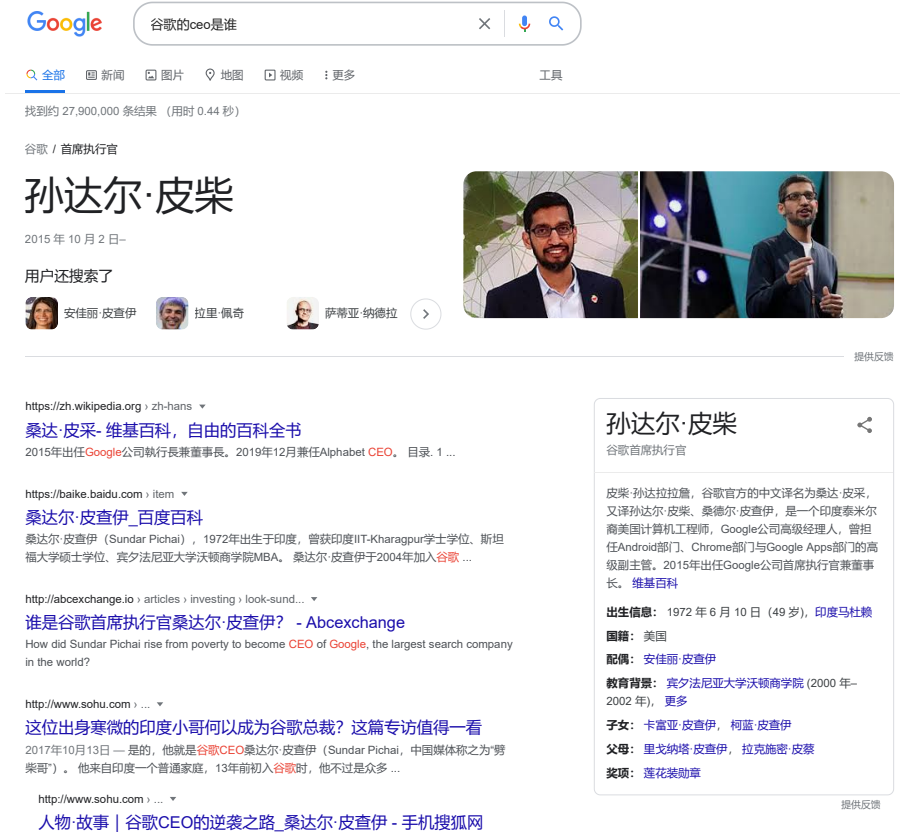 Google 谷歌的ceo是谁
全部 新闻 图片 地图 视频 更多 工具
找到约 27,900,000 条结果 （用时 0.44 秒）
谷歌 / 首席执行官
孙达尔·皮柴
2015 年 10 月 2 日–
用户还搜索了
安佳丽·皮查伊 拉里·佩奇 萨蒂亚·纳德拉
提供反馈
https://zh.wikipedia.org › zh-hans
桑达·皮采- 维基百科，自由的百科全书
2015年出任Google公司執行長兼董事長。2019年12月兼任Alphabet CEO。 目录. 1 ...
https://baike.baidu.com › item
桑达尔·皮查伊_百度百科
桑达尔·皮查伊（Sundar Pichai），1972年出生于印度，曾获印度IIT-Kharagpur学士学位、斯坦
福大学硕士学位、宾夕法尼亚大学沃顿商学院MBA。 桑达尔·皮查伊于2004年加入谷歌 ...
http://abcexchange.io › articles › investing › look-sund...
谁是谷歌首席执行官桑达尔·皮查伊？ - Abcexchange
How did Sundar Pichai rise from poverty to become CEO of Google, the largest search company
in the world?
http://www.sohu.com › ...
这位出身寒微的印度小哥何以成为谷歌总裁？这篇专访值得一看
2017年10月13日 — 是的，他就是谷歌CEO桑达尔·皮查伊（Sundar Pichai，中国媒体称之为“劈
柴哥”）。 他来自印度一个普通家庭，13年前初入谷歌时，他不过是众多 ...
http://www.sohu.com › ...
人物·故事｜谷歌CEO的逆袭之路_桑达尔·皮查伊 - 手机搜狐网
孙达尔·皮柴
谷歌首席执行官
皮柴·孙达拉拉詹，谷歌官方的中文译名为桑达·皮采，
又译孙达尔·皮柴、桑德尔·皮查伊，是一个印度泰米尔
裔美国计算机工程师，Google公司高级经理人，曾担
任Android部门、Chrome部门与Google Apps部门的高
级副主管。2015年出任Google公司首席执行官兼董事
长。 维基百科
出生信息： 1972 年 6 月 10 日（49 岁)，印度马杜赖
国籍： 美国
配偶： 安佳丽·皮查伊
教育背景： 宾夕法尼亚大学沃顿商学院 (2000 年–
2002 年)， 更多
子女： 卡富亚·皮查伊， 柯蓝·皮查伊
父母： 里戈纳塔·皮查伊， 拉克施密·皮蔡
奖项： 莲花装勋章
提供反馈